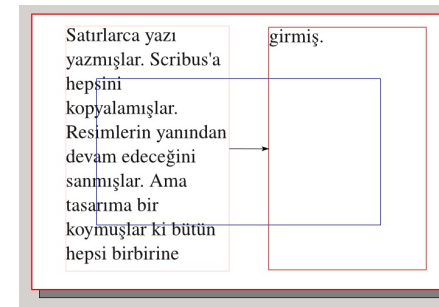 Satırlarca yazı
yazmışlar. Scribus'a
hepsini
kopyalamışlar.
Resimlerin yanından
devam edeceğini
sanmışlar. Ama
tasarıma bir
koymuşlar ki bütün
hepsi birbirine
girmiş.